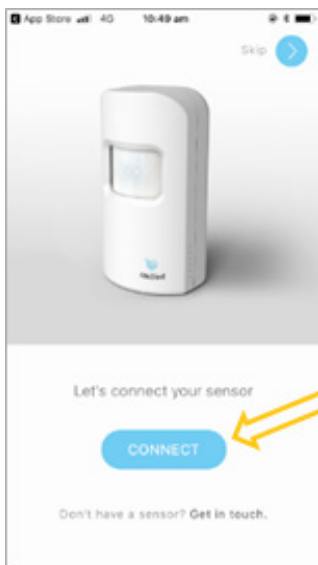 App Store 4G 10:49 am
Skip
Let's connect your sensor
CONNECT
Don't have a sensor? Get in touch.